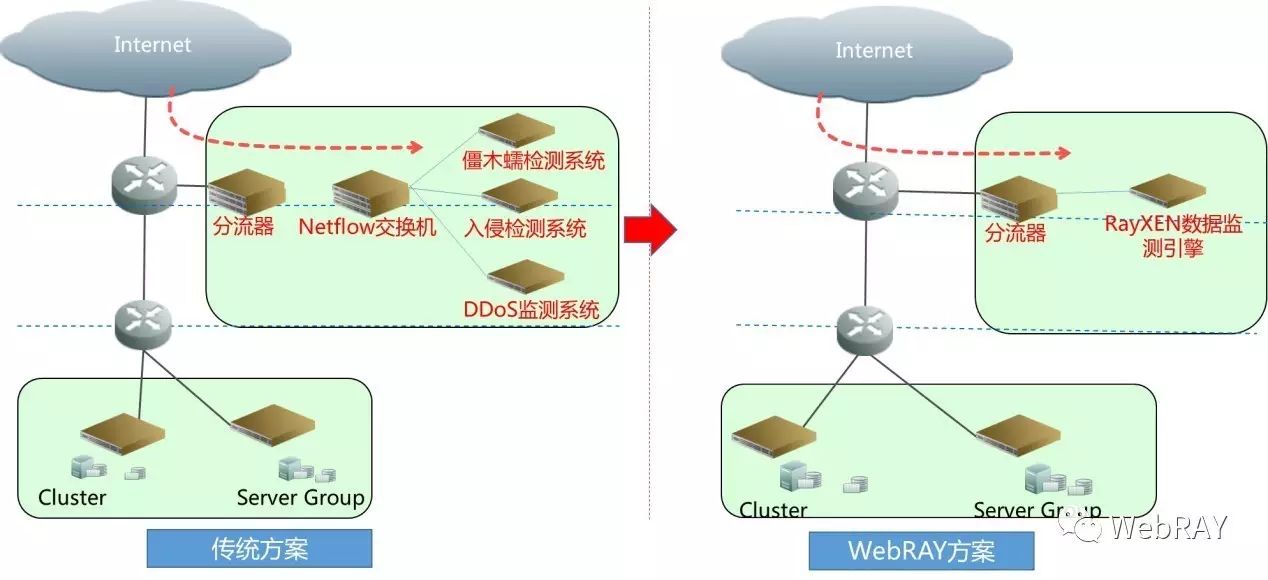 Internet
僵木蠕检测系统
分流器
Netflow交换机
入侵检测系统
DDoS监测系统
Cluster
Server Group
传统方案
Internet
分流器
RayXEN数据监
测引擎
Cluster
Server Group
WebRAY方案
WebRAY